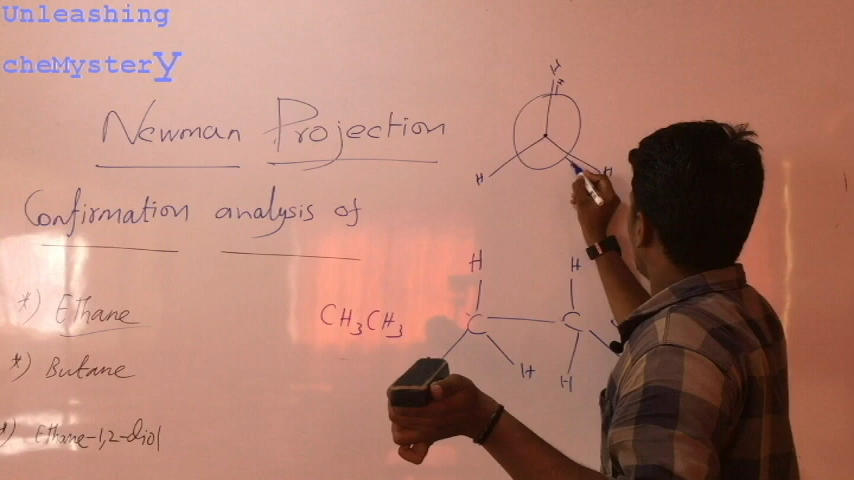 Unleashing
cheMysterY
Newman Projection
Confirmation analysis of
*) Ethane
CH3CH3
*) Butane
*) Ethane-1,2-diol
H
H
H
H
H
C
C
H
H